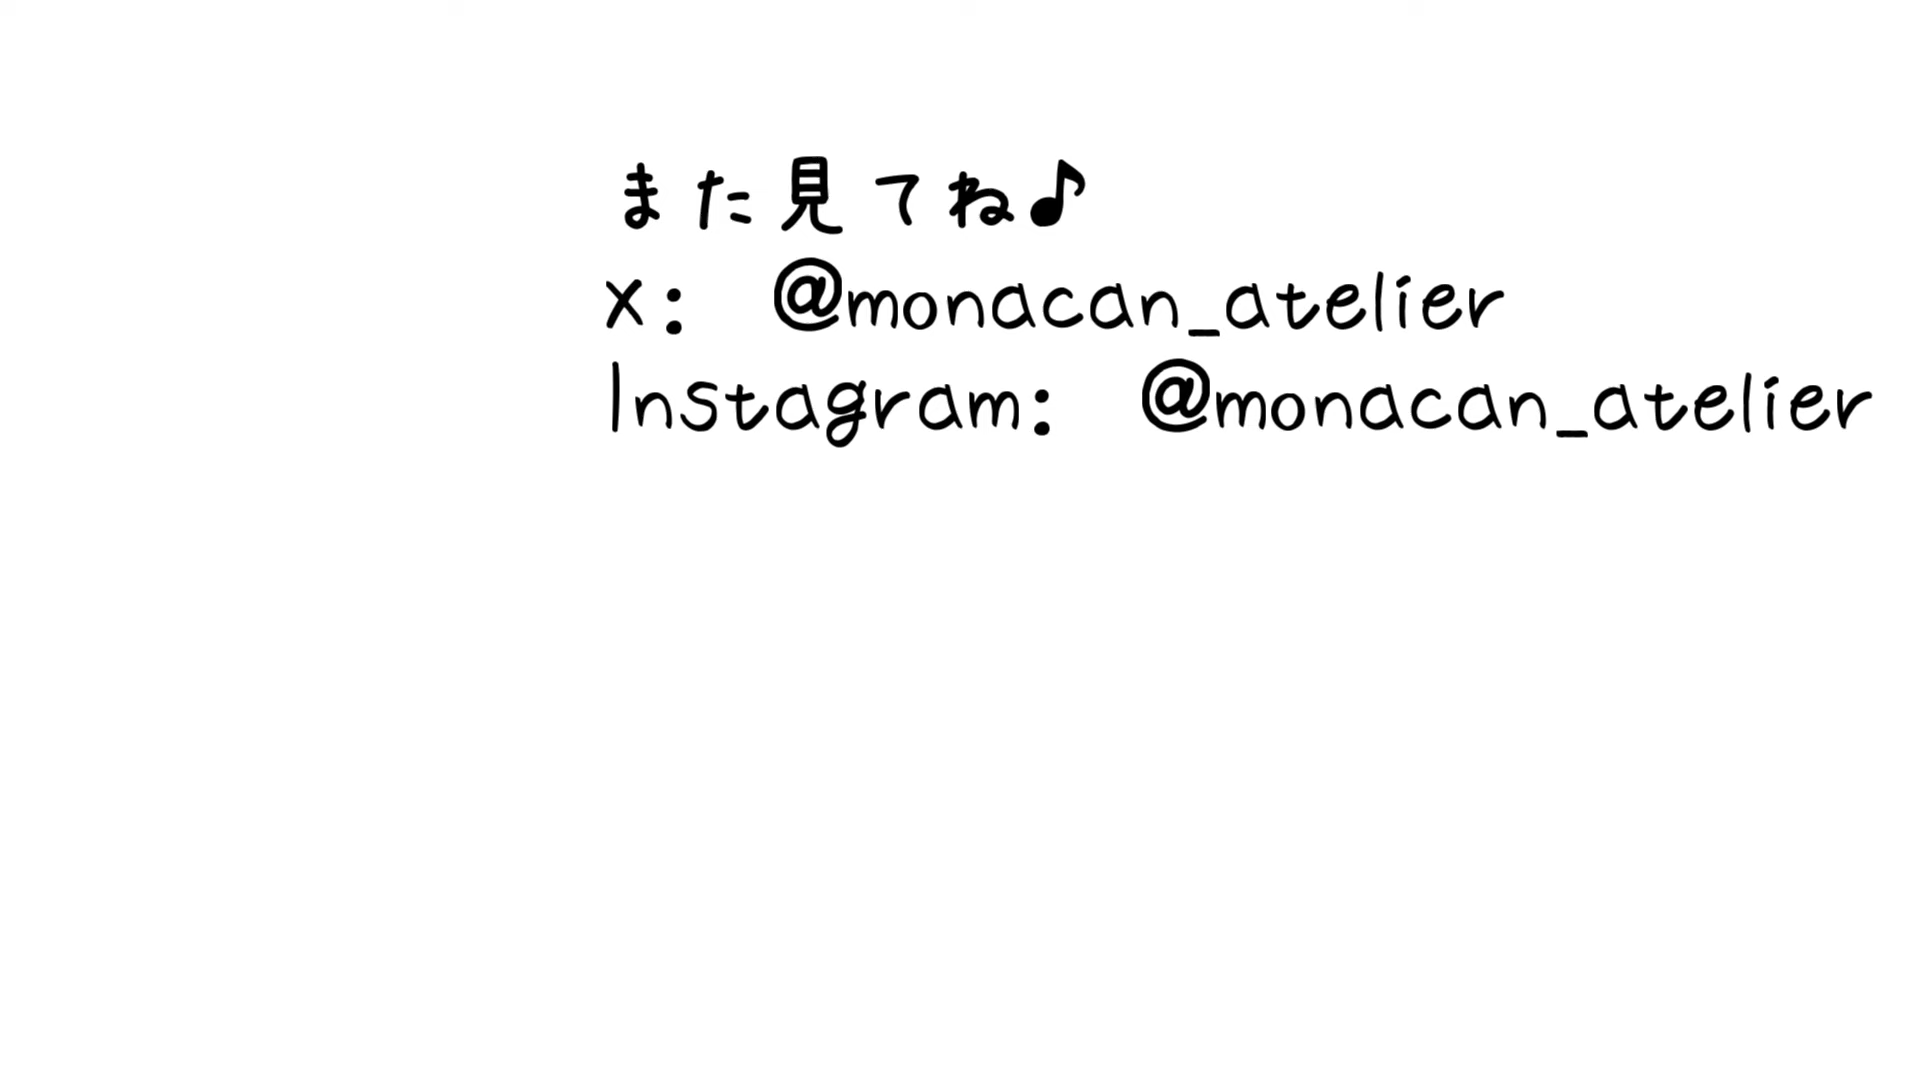 また見てね♪
x： @monacan_atelier
Instagram： @monacan_atelier